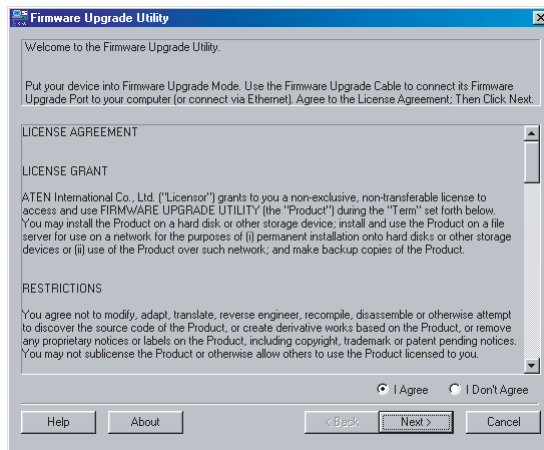 Firmware Upgrade Utility
Welcome to the Firmware Upgrade Utility.
Put your device into Firmware Upgrade Mode. Use the Firmware Upgrade Cable to connect its Firmware
Upgrade Port to your computer (or connect via Ethernet). Agree to the License Agreement; Then Click Next.
LICENSE AGREEMENT
LICENSE GRANT
ATEN International Co., Ltd. ("Licensor") grants to you a non-exclusive, non-transferable license to
access and use FIRMWARE UPGRADE UTILITY (the "Product") during the "Term" set forth below.
You may install the Product on a hard disk or other storage device; install and use the Product on a file
server for use on a network for the purposes of (i) permanent installation onto hard disks or other storage
devices or (ii) use of the Product over such network; and make backup copies of the Product.
RESTRICTIONS
You agree not to modify, adapt, translate, reverse engineer, recompile, disassemble or otherwise attempt
to discover the source code of the Product, or create derivative works based on the Product, or remove
any proprietary notices or labels on the Product, including copyright, trademark or patent pending notices.
You may not sublicense the Product or otherwise allow others to use the Product licensed to you.
I Agree I Don't Agree
Help About < Back Next > Cancel